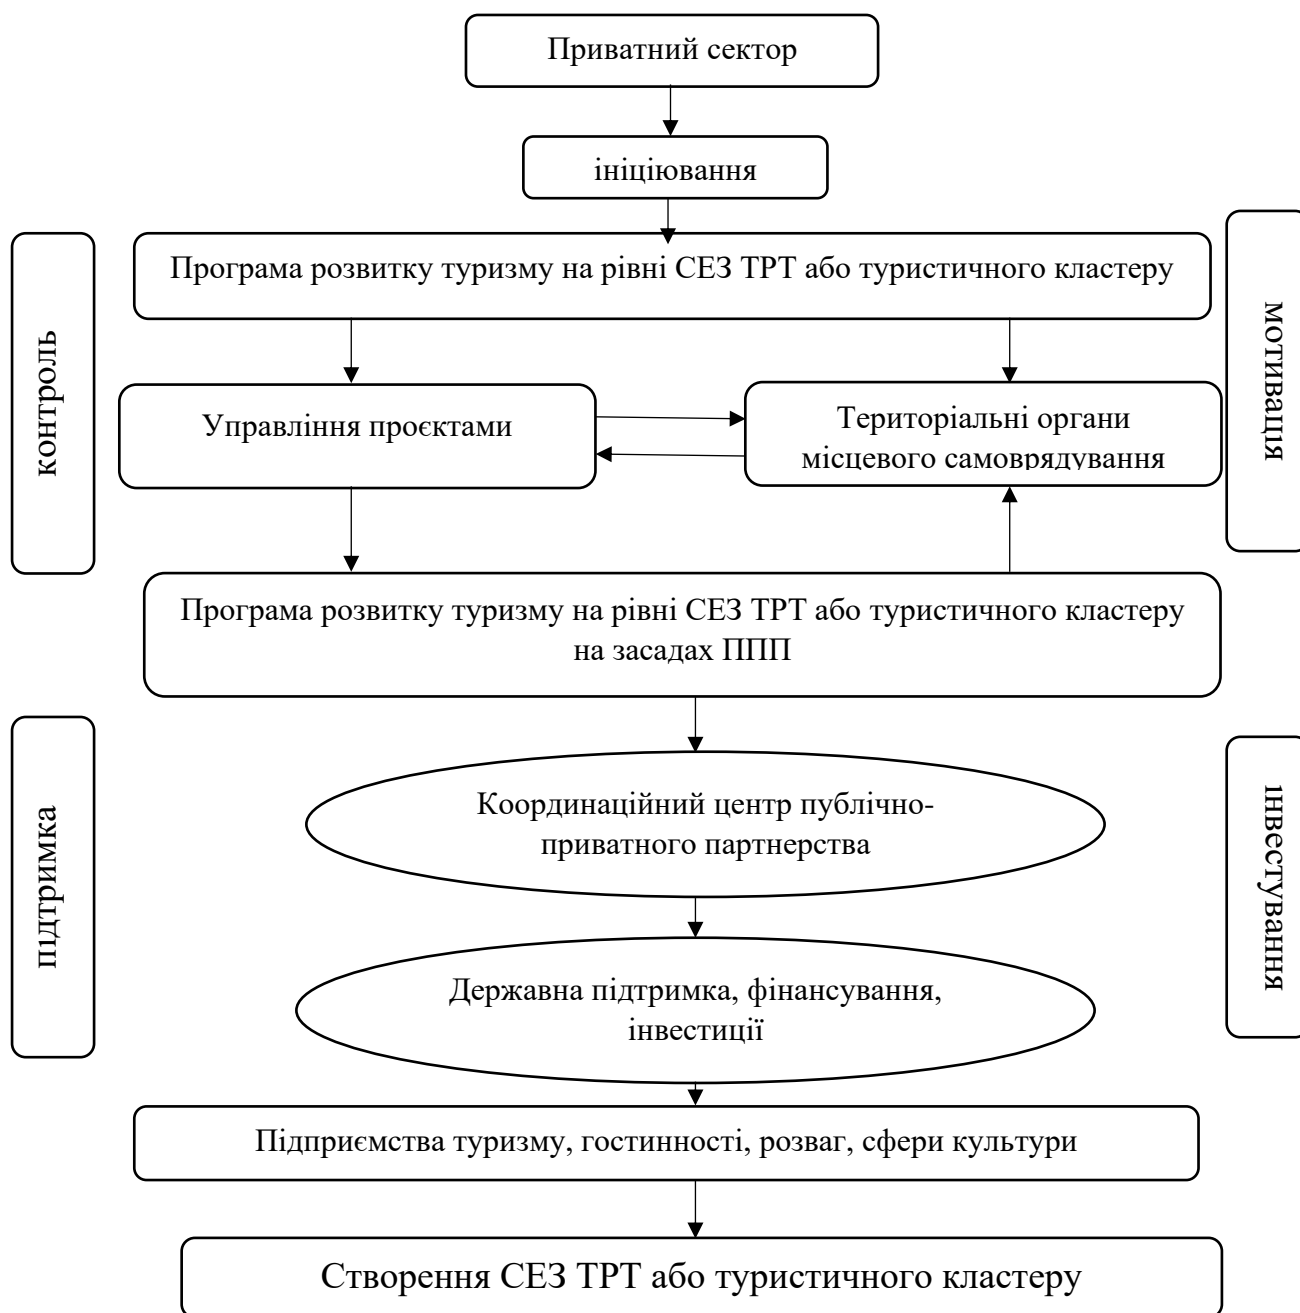 Приватний сектор
ініціювання
контроль
Програма розвитку туризму на рівні СЕЗ ТРТ або туристичного кластеру
мотивація
Управління проєктами
Територіальні органи
місцевого самоврядування
Програма розвитку туризму на рівні СЕЗ ТРТ або туристичного кластеру
на засадах ППП
підтримка
Координаційний центр публічно-
приватного партнерства
інвестування
Державна підтримка, фінансування,
інвестиції
Підприємства туризму, гостинності, розваг, сфери культури
Створення СЕЗ ТРТ або туристичного кластеру